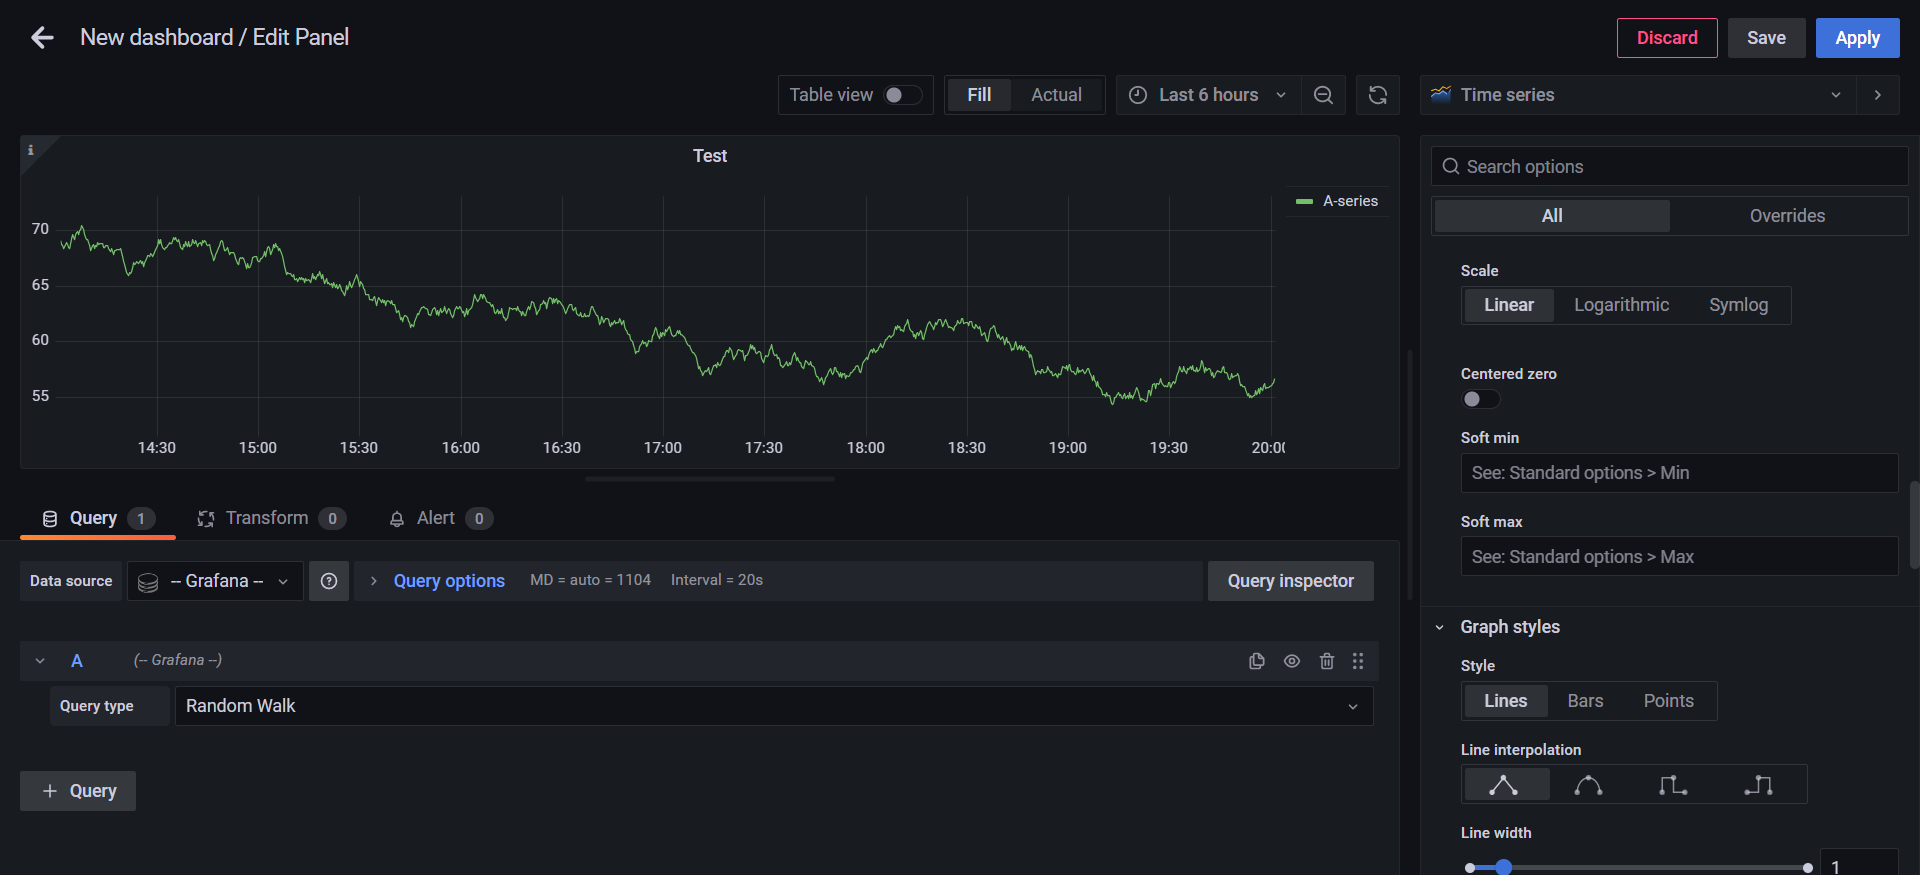 New dashboard / Edit Panel
Discard
Save
Apply
Table view
Fill
Actual
Last 6 hours
Time series
Test
A-series
70
65
60
55
14:30
15:00
15:30
16:00
16:30
17:00
17:30
18:00
18:30
19:00
19:30
Search options
All
Overrides
Scale
Linear
Logarithmic
Symlog
Centered zero
Soft min
See: Standard options > Min
Soft max
See: Standard options > Max
Graph styles
Style
Lines
Bars
Points
Line interpolation
Line width
1
Query 1
Transform 0
Alert 0
Data source
-- Grafana --
Query options
MD = auto = 1104
Interval = 20s
Query inspector
A
(-- Grafana --)
Query type
Random Walk
+ Query